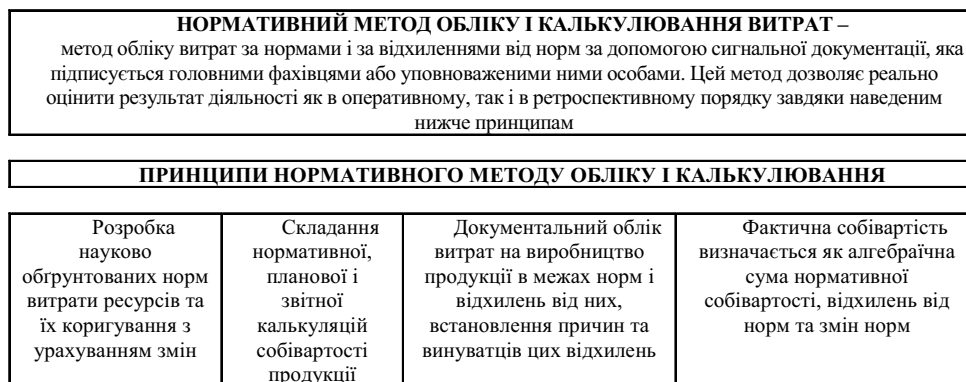 НОРМАТИВНИЙ МЕТОД ОБЛІКУ І КАЛЬКУЛЮВАННЯ ВИТРАТ –
метод обліку витрат за нормами і за відхиленнями від норм за допомогою сигнальної документації, яка
підписується головними фахівцями або уповноваженими ними особами. Цей метод дозволяє реально
оцінити результат діяльності як в оперативному, так і в ретроспективному порядку завдяки наведеним
нижче принципам
ПРИНЦИПИ НОРМАТИВНОГО МЕТОДУ ОБЛІКУ І КАЛЬКУЛЮВАННЯ
Розробка
науково
обґрунтованих норм
витрати ресурсів та
їх коригування з
урахуванням змін
Складання
нормативної,
планової і
звітної
калькуляцій
собівартості
продукції
Документальний облік
витрат на виробництво
продукції в межах норм і
відхилень від них,
встановлення причин та
винуватців цих відхилень
Фактична собівартість
визначається як алгебраїчна
сума нормативної
собівартості, відхилень від
норм та змін норм